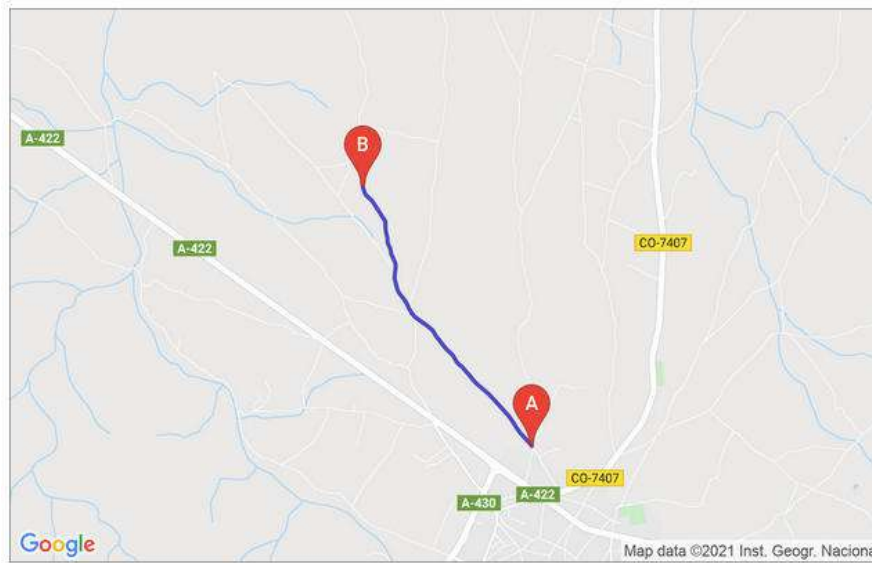 B
A-422
A-422
CO-7407
A
CO-7407
A-422
A-430
Google
Map data ©2021 Inst. Geogr. Naciona